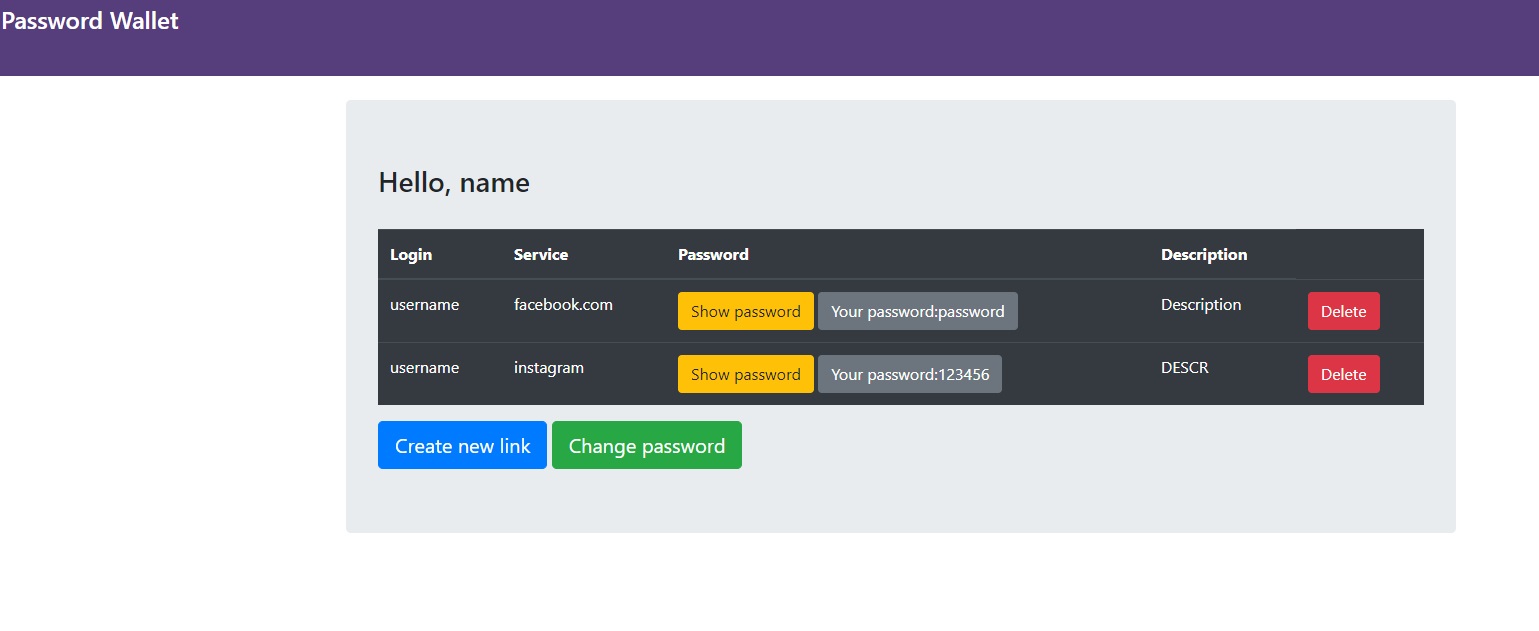 Password Wallet
Hello, name
Login Service Password Description
username facebook.com Show password Your password:password Description Delete
username instagram Show password Your password:123456 DESCR Delete
Create new link Change password